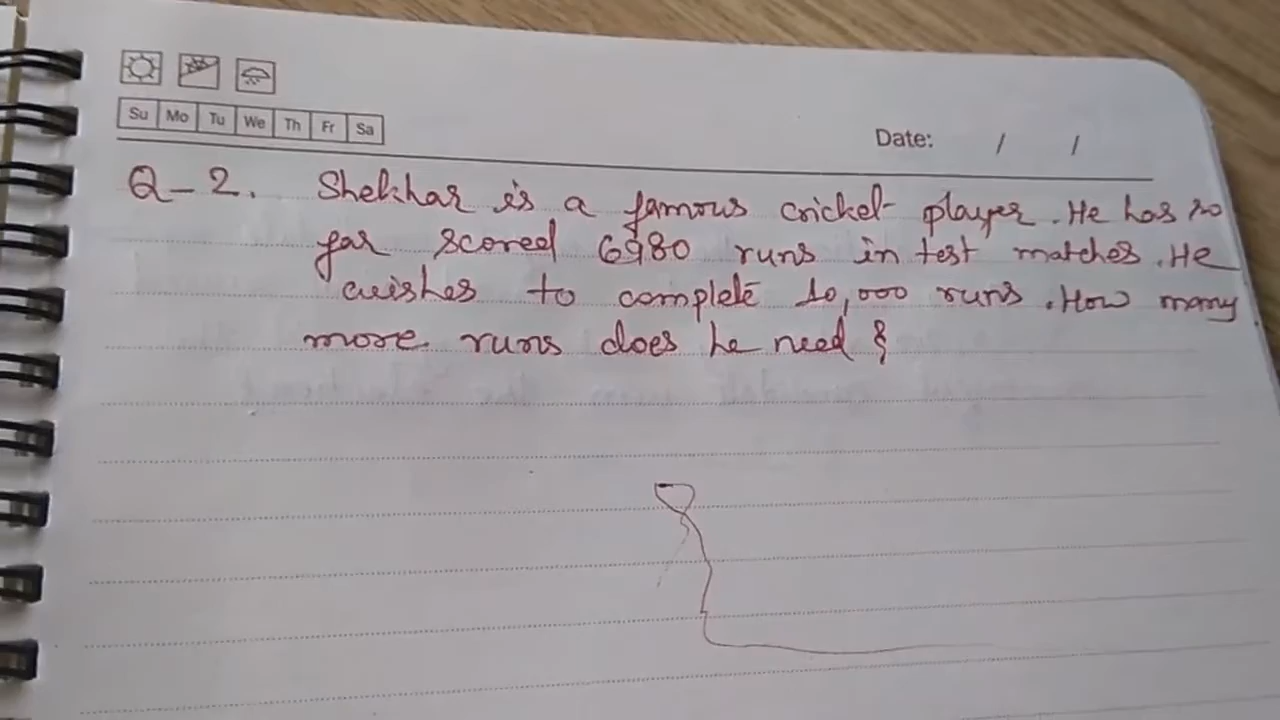 Su Mo Tu We Th Fr Sa
Date: / /
Q-2. Shekhar is a famous cricket player. He has so
far scored 6980 runs in test matches. He
wishes to complete 10,000 runs. How many
more runs does he need ?